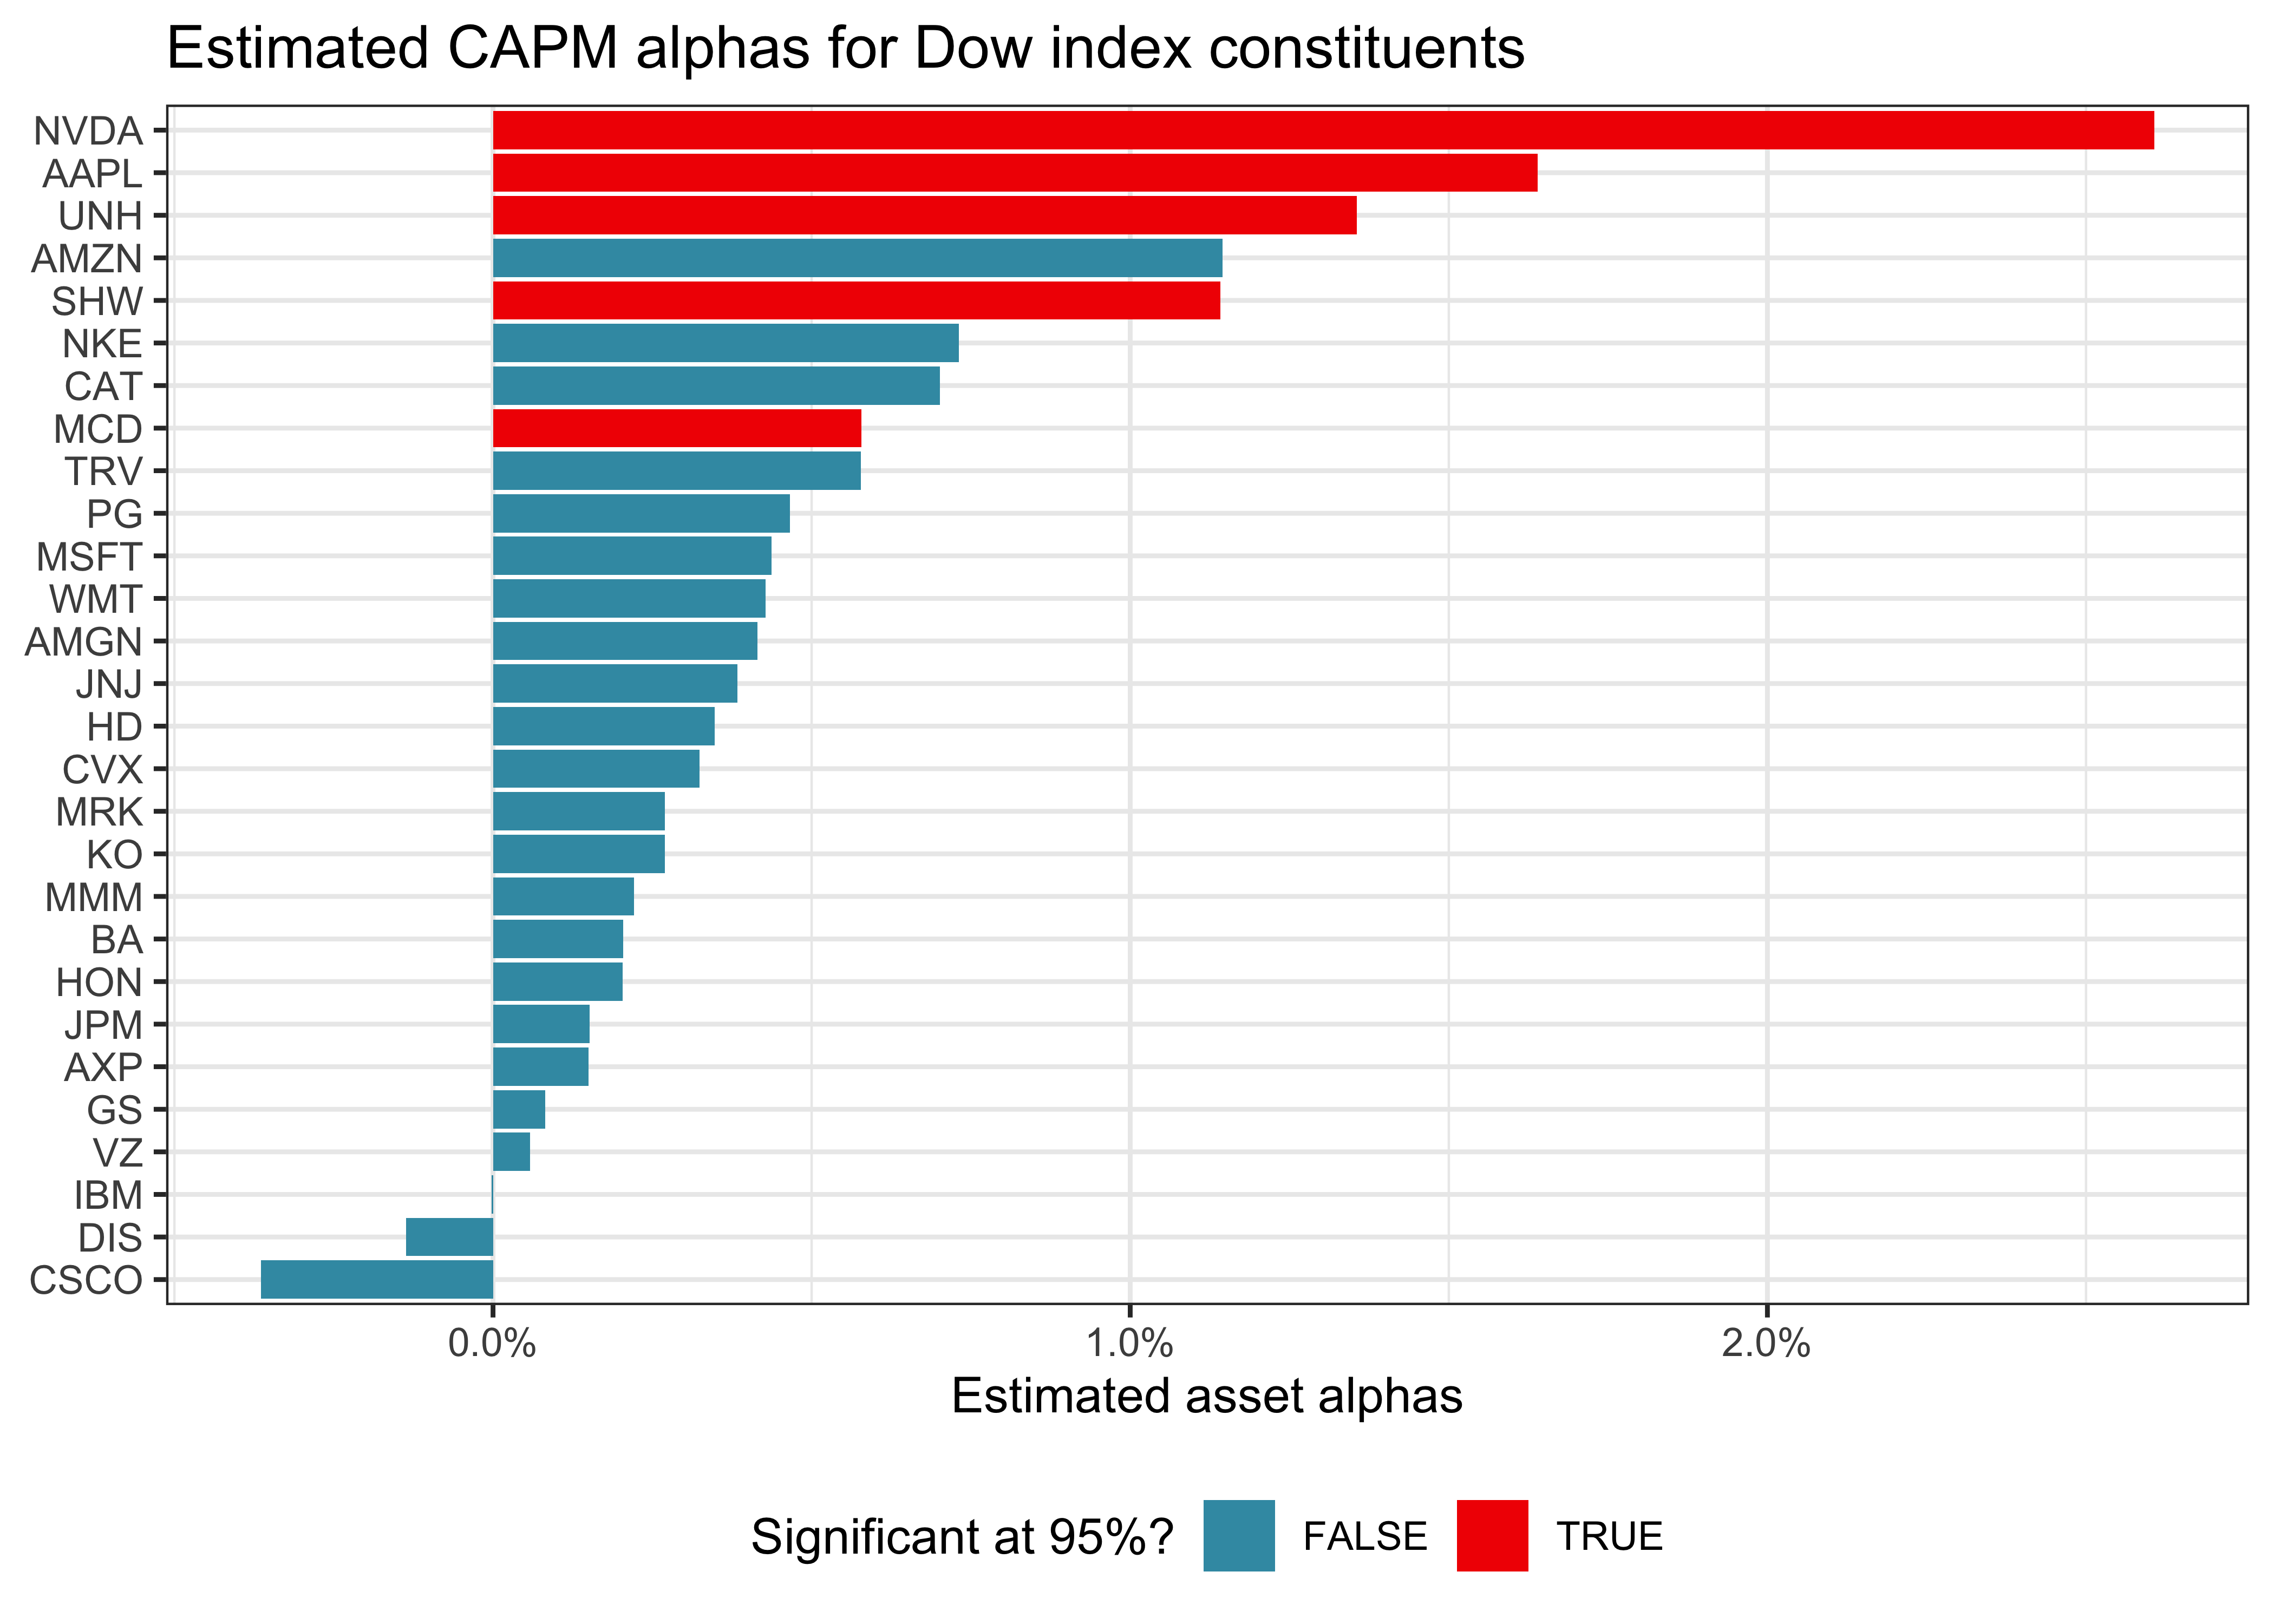 Estimated CAPM alphas for Dow index constituents
NVDA
AAPL
UNH
AMZN
SHW
NKE
CAT
MCD
TRV
PG
MSFT
WMT
AMGN
JNJ
HD
CVX
MRK
KO
MMM
BA
HON
JPM
AXP
GS
VZ
IBM
DIS
CSCO
0.0% 1.0% 2.0%
Estimated asset alphas
Significant at 95%? FALSE TRUE